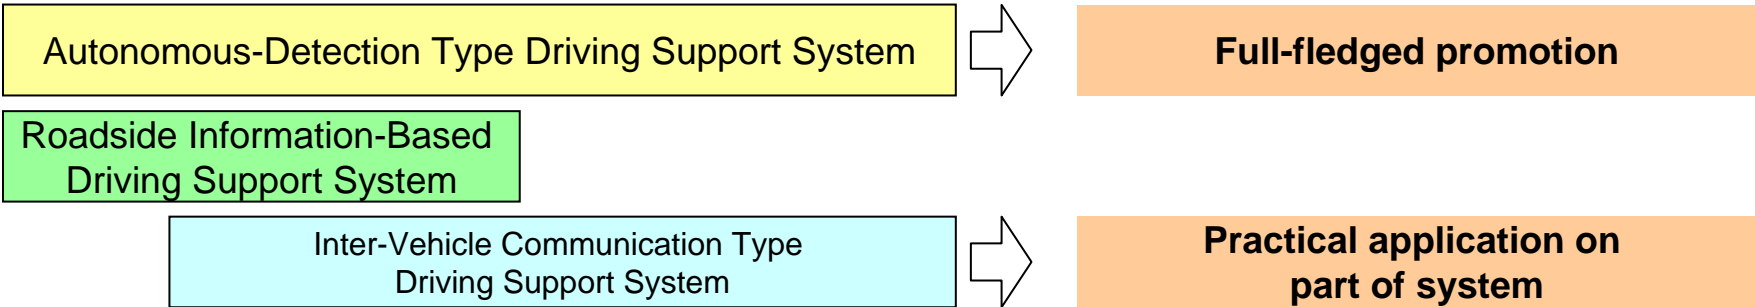 Autonomous-Detection Type Driving Support System
Full-fledged promotion
Roadside Information-Based
Driving Support System
Inter-Vehicle Communication Type
Driving Support System
Practical application on
part of system